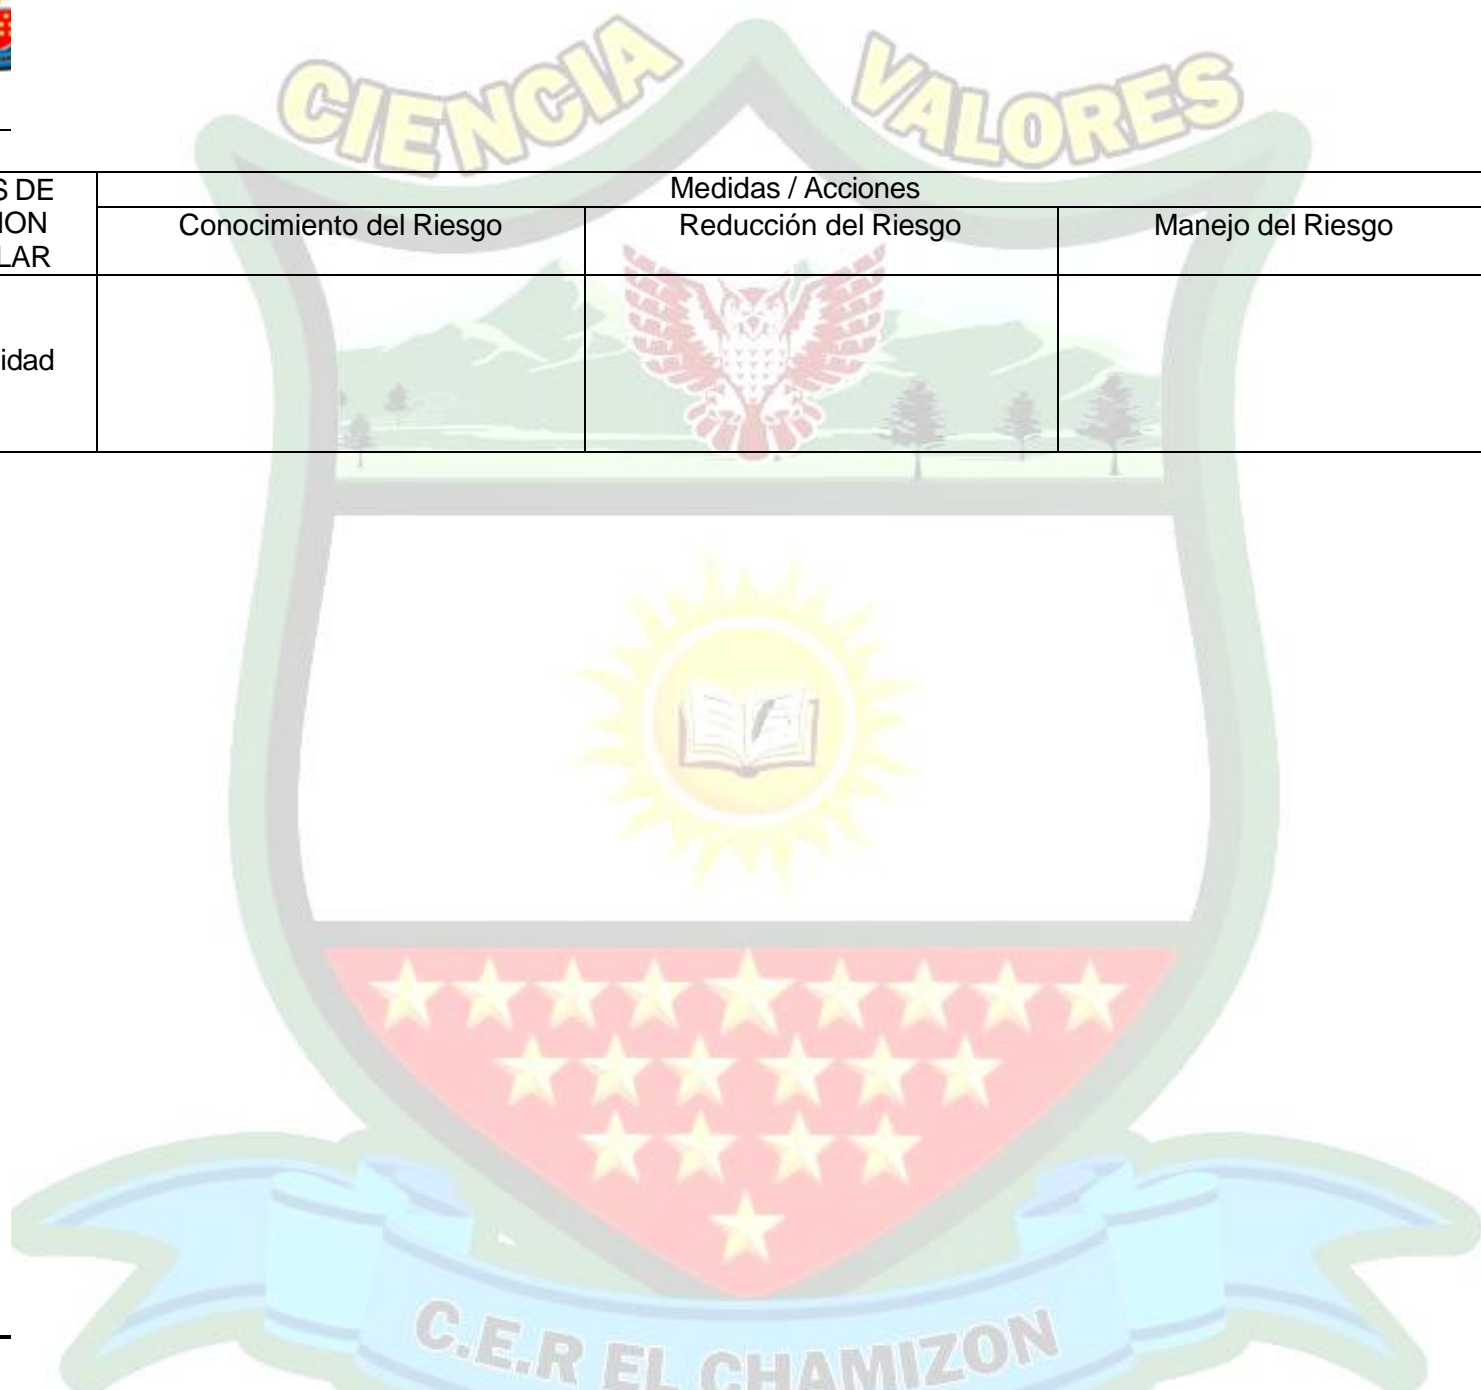 CIENCIA VALORES
S DE
ION
LAR
Medidas / Acciones
Conocimiento del Riesgo
Reducción del Riesgo
Manejo del Riesgo
idad
C.E.R EL CHAMIZON